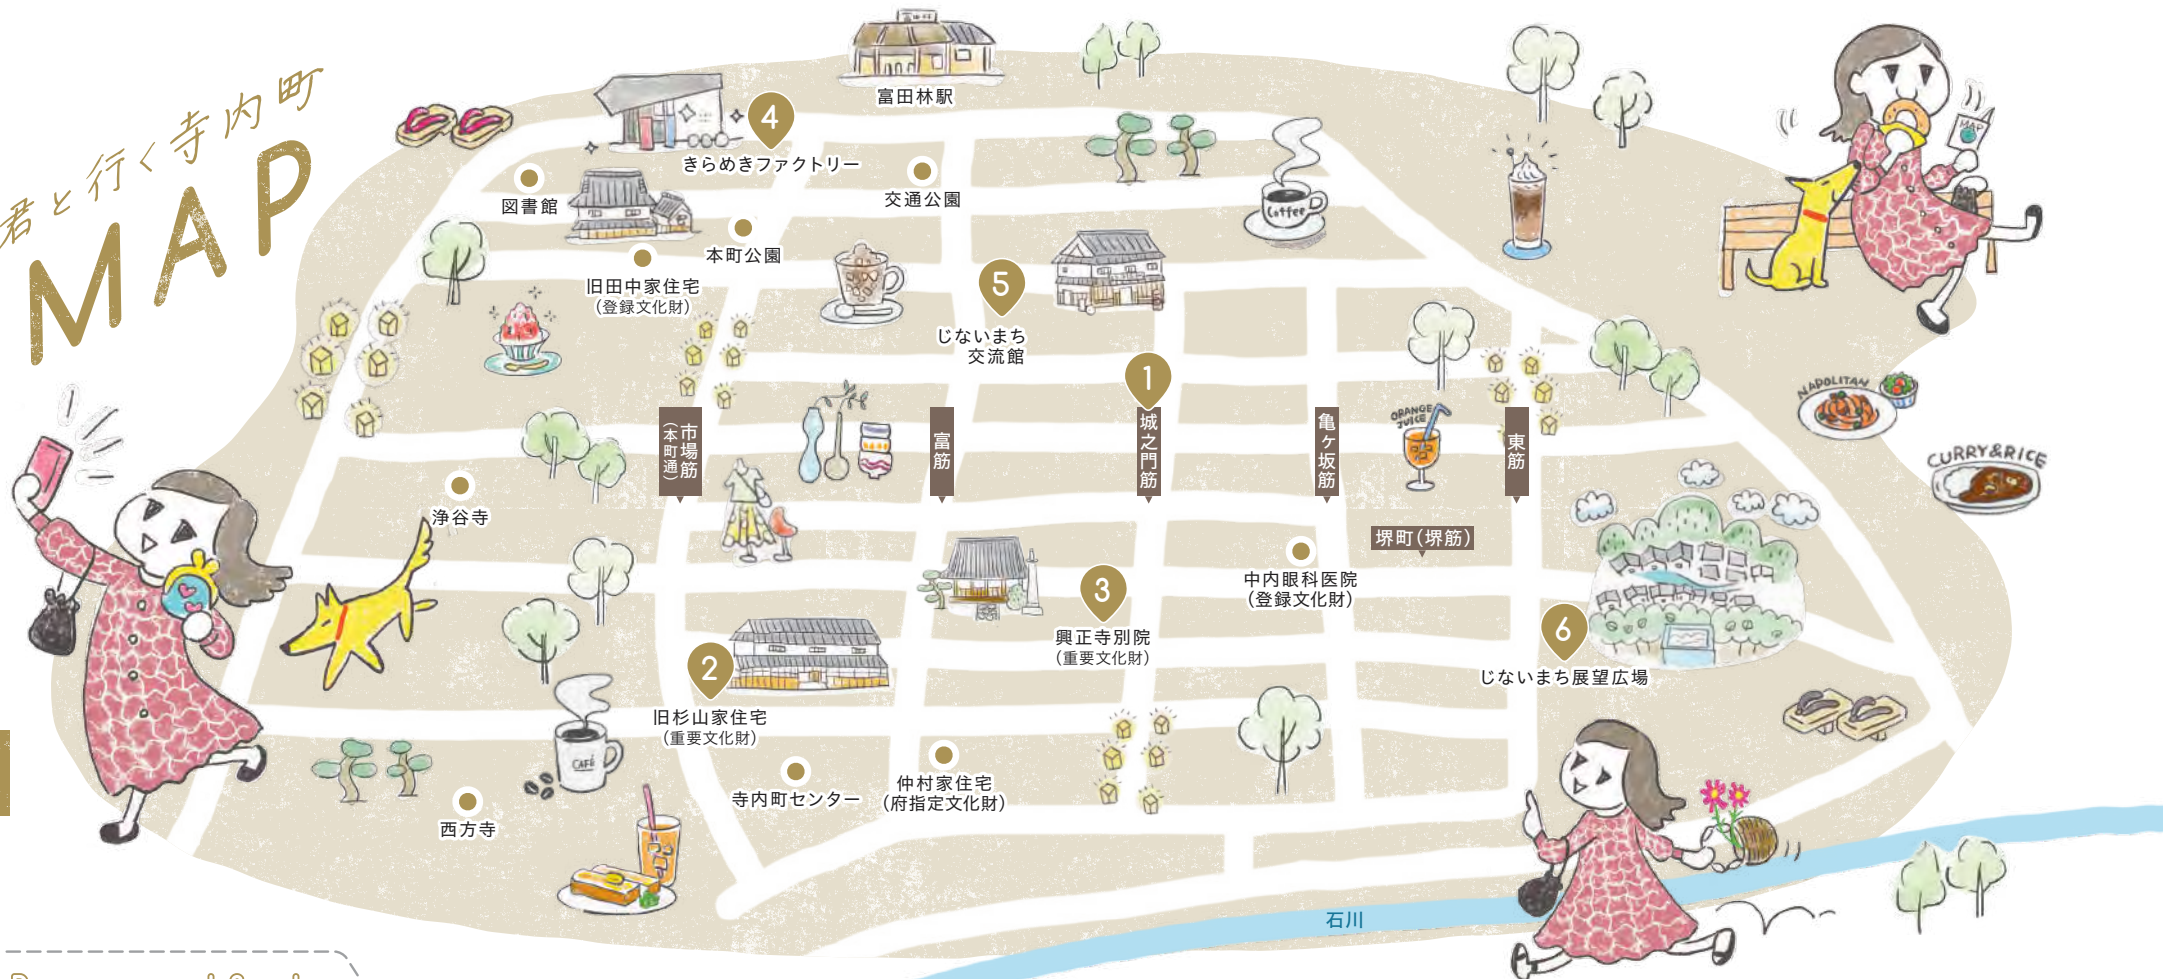 君と行く寺内町
MAP
富田林駅
4
きらめきファクトリー
図書館
交通公園
本町公園
旧田中家住宅
(登録文化財)
Coffee
MAP
5
じないまち
交流館
1
NAPOLITAN
CURRY&RICE
ORANGE
JUICE
市場筋
(本町通)
富筋
城之門筋
亀ヶ坂筋
東筋
浄谷寺
堺町(堺筋)
中内眼科医院
(登録文化財)
3
興正寺別院
(重要文化財)
6
じないまち展望広場
2
旧杉山家住宅
(重要文化財)
CAFÉ
寺内町センター
仲村家住宅
(府指定文化財)
西方寺
石川